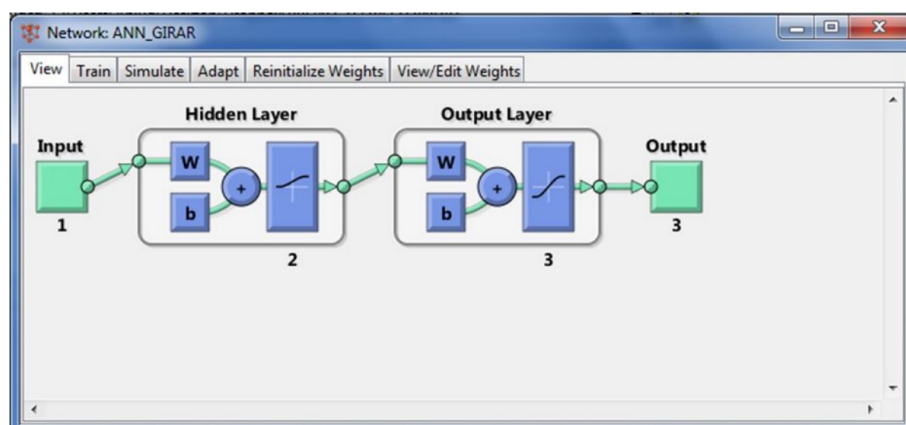 Network: ANN_GIRAR
View Train Simulate Adapt Reinitialize Weights View/Edit Weights
Hidden Layer Output Layer
Input Output
W W
+ +
b b
1 3
2 3